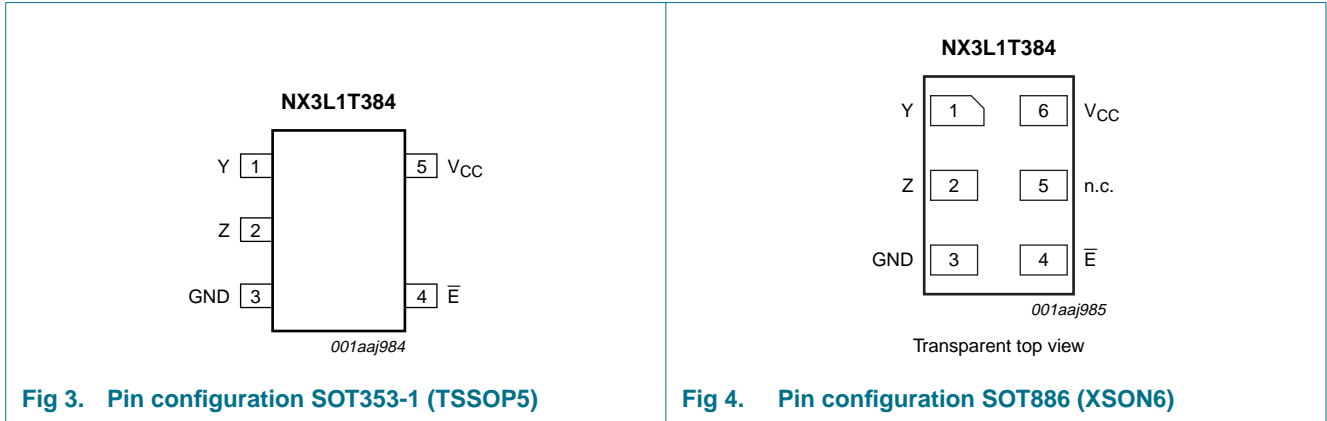 NX3L1T384
Y 1
5 VCC
Z 2
GND 3
4 E̅
001aaj984
Fig 3. Pin configuration SOT353-1 (TSSOP5)
NX3L1T384
Y 1
6 VCC
Z 2
5 n.c.
GND 3
4 E̅
001aaj985
Transparent top view
Fig 4. Pin configuration SOT886 (XSON6)